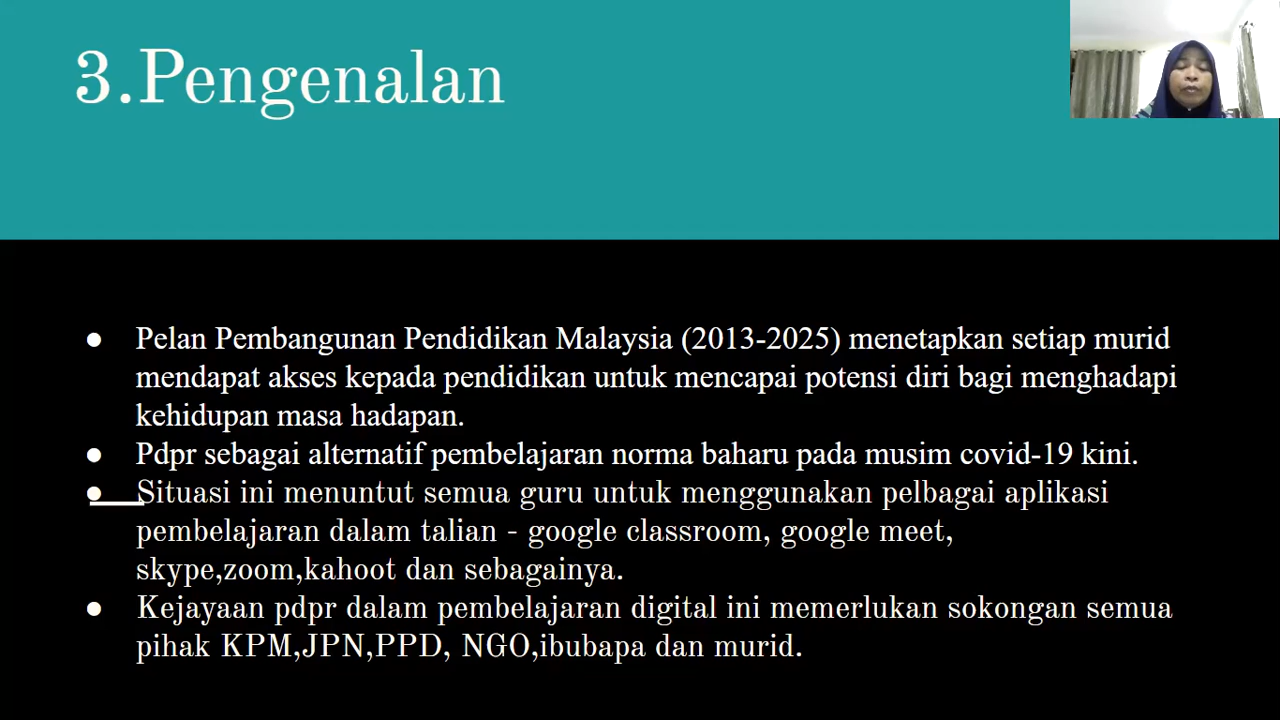 3.Pengenalan
● Pelan Pembangunan Pendidikan Malaysia (2013-2025) menetapkan setiap murid
mendapat akses kepada pendidikan untuk mencapai potensi diri bagi menghadapi
kehidupan masa hadapan.
● Pdpr sebagai alternatif pembelajaran norma baharu pada musim covid-19 kini.
● Situasi ini menuntut semua guru untuk menggunakan pelbagai aplikasi
pembelajaran dalam talian - google classroom, google meet,
skype,zoom,kahoot dan sebagainya.
● Kejayaan pdpr dalam pembelajaran digital ini memerlukan sokongan semua
pihak KPM,JPN,PPD, NGO,ibubapa dan murid.